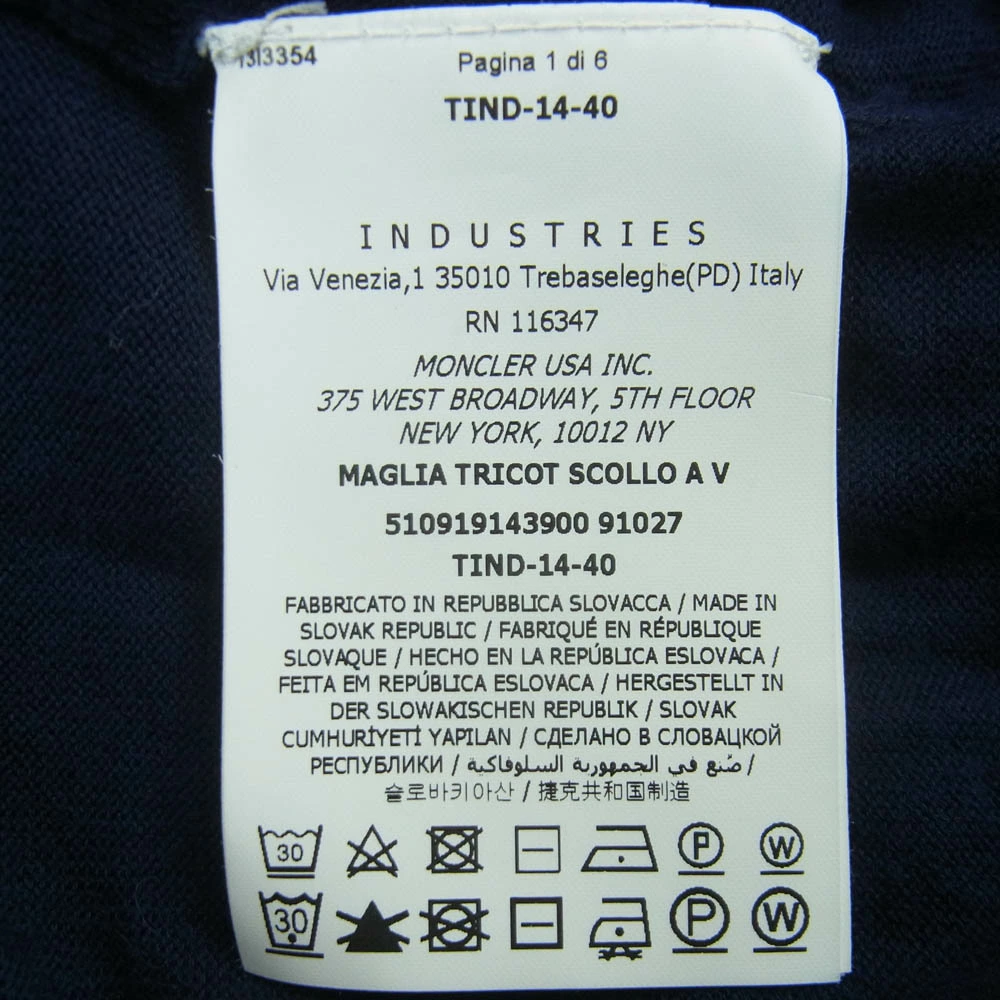 Pagina 1 di 6
TIND-14-40
INDUSTRIES
Via Venezia,1 35010 Trebaseleghe(PD) Italy
RN 116347
MONCLER USA INC.
375 WEST BROADWAY, 5TH FLOOR
NEW YORK, 10012 NY
MAGLIA TRICOT SCOLLO A V
510919143900 91027
TIND-14-40
FABBRICATO IN REPUBBLICA SLOVACCA / MADE IN
SLOVAK REPUBLIC / FABRIQUÉ EN RÉPUBLIQUE
SLOVAQUE / HECHO EN LA REPÚBLICA ESLOVACA /
FEITA EM REPÚBLICA ESLOVACA / HERGESTELLT IN
DER SLOWAKISCHEN REPUBLIK / SLOVAK
CUMHURİYETİ YAPILAN / СДЕЛАНО В СЛОВАЦКОЙ
РЕСПУБЛИКИ / صُنع في الجمهورية السلوفاكية /
슬로바키아산 / 捷克共和国制造
30 P W
30 P W